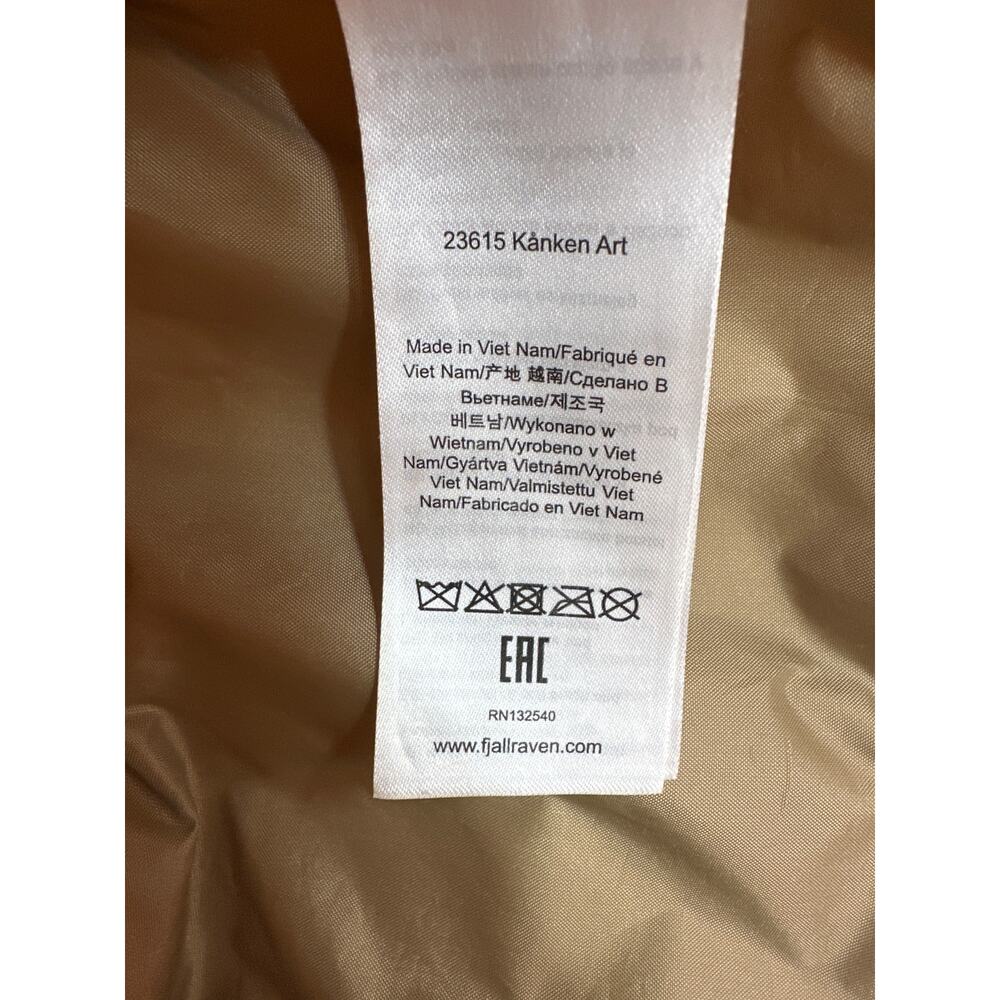 23615 Kånken Art
Made in Viet Nam/Fabriqué en
Viet Nam/产地 越南/Сделано В
Вьетнаме/제조국
베트남/Wykonano w
Wietnam/Vyrobeno v Viet
Nam/Gyártva Vietnám/Vyrobené
Viet Nam/Valmistettu Viet
Nam/Fabricado en Viet Nam
EAC
RN132540
www.fjallraven.com